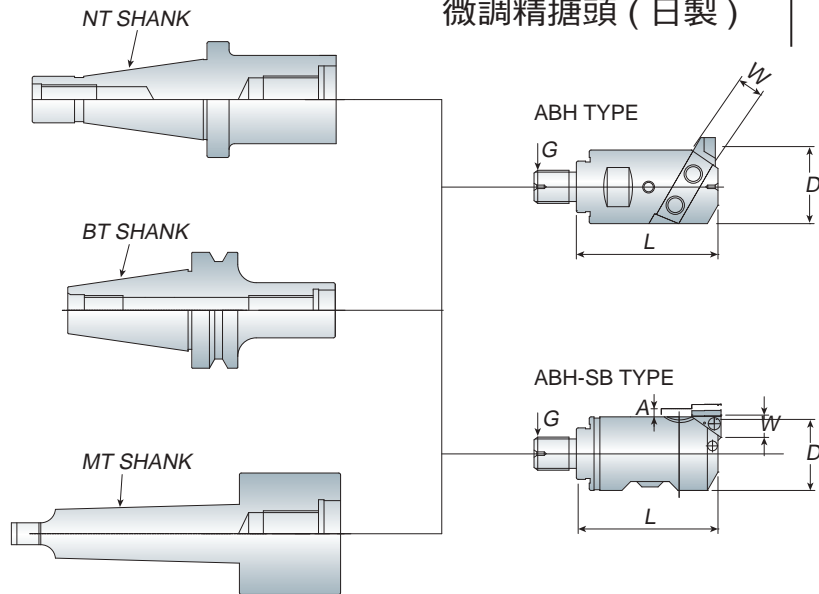 微調精搪頭 ( 日製 )
NT SHANK
BT SHANK
MT SHANK
ABH TYPE
W
G
D
L
ABH-SB TYPE
A
G
W
D
L